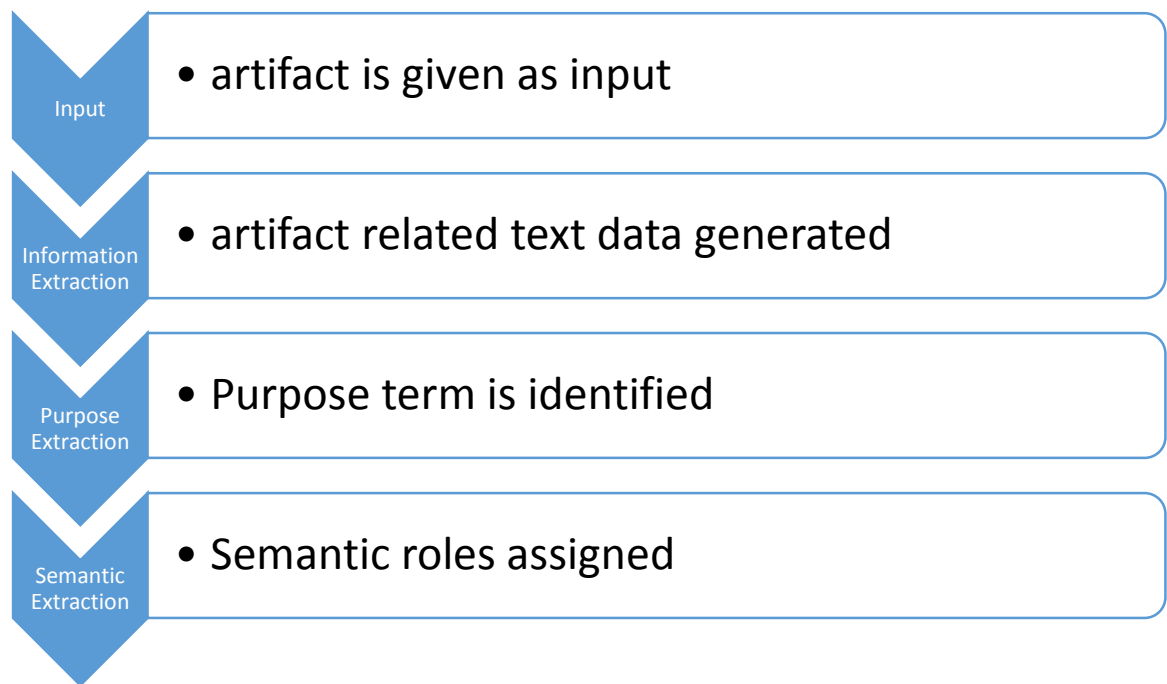 Input
• artifact is given as input
Information
Extraction
• artifact related text data generated
Purpose
Extraction
• Purpose term is identified
Semantic
Extraction
• Semantic roles assigned